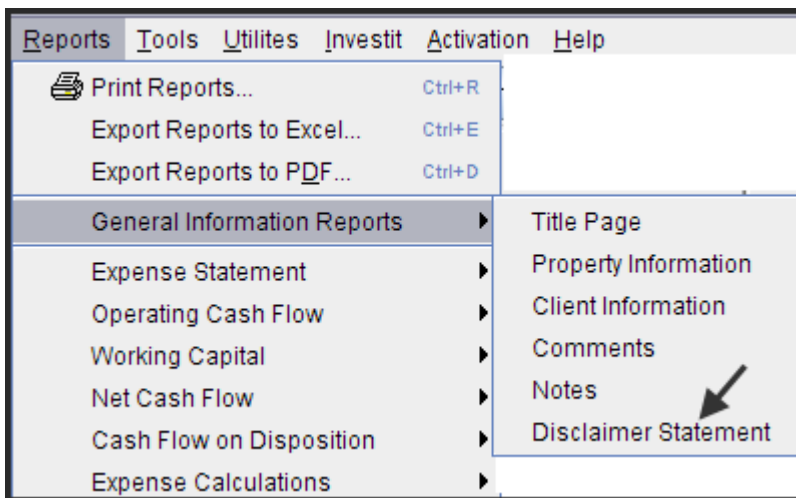 Reports Tools Utilites Investit Activation Help
Print Reports... Ctrl+R
Export Reports to Excel... Ctrl+E
Export Reports to PDF... Ctrl+D
General Information Reports
Expense Statement
Operating Cash Flow
Working Capital
Net Cash Flow
Cash Flow on Disposition
Expense Calculations
Title Page
Property Information
Client Information
Comments
Notes
Disclaimer Statement